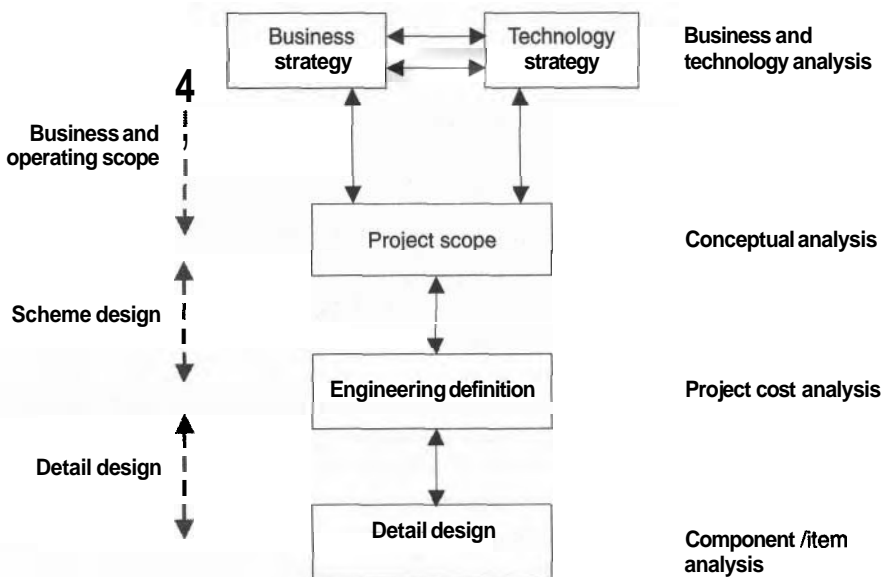 Business
strategy
Technology
strategy
Business and
technology analysis
4
Business and
operating scope
Project scope
Conceptual analysis
Scheme design
Engineering definition
Project cost analysis
Detail design
Detail design
Component /item
analysis